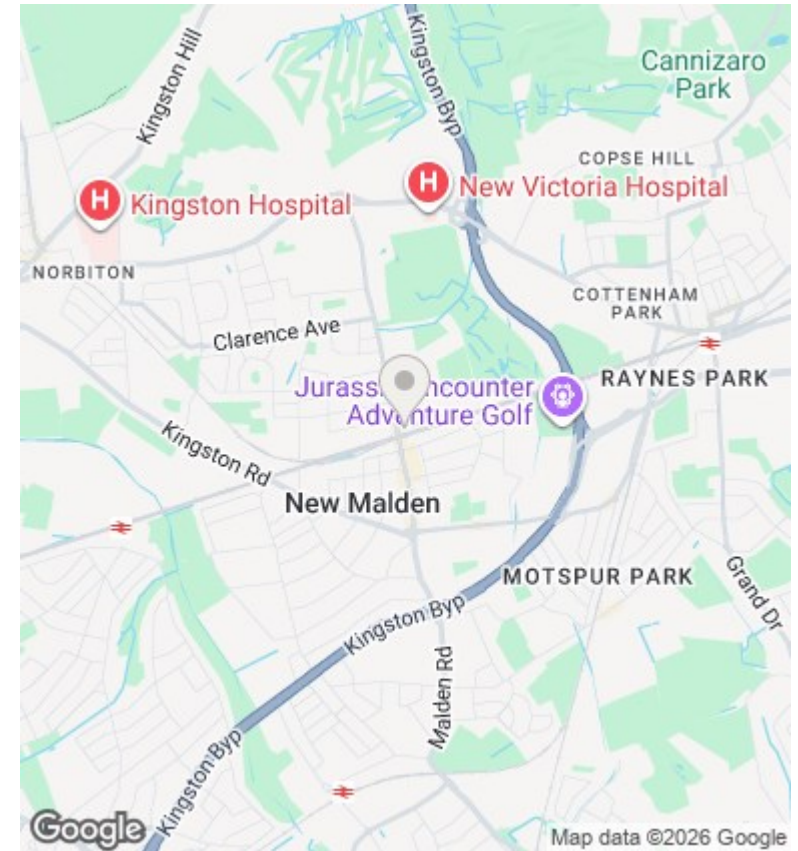 Kingston Hill
Kingston Byp
Cannizaro
Park
COPSE HILL
H
New Victoria Hospital
H
Kingston Hospital
NORBITON
COTTENHAM
PARK
Clarence Ave
RAYNES PARK
Adventure Golf
Kingston Rd
New Malden
MOTSPUR PARK
Grand Dr
Kingston Byp
Malden Rd
Kingston Byp
Google
Map data ©2026 Google